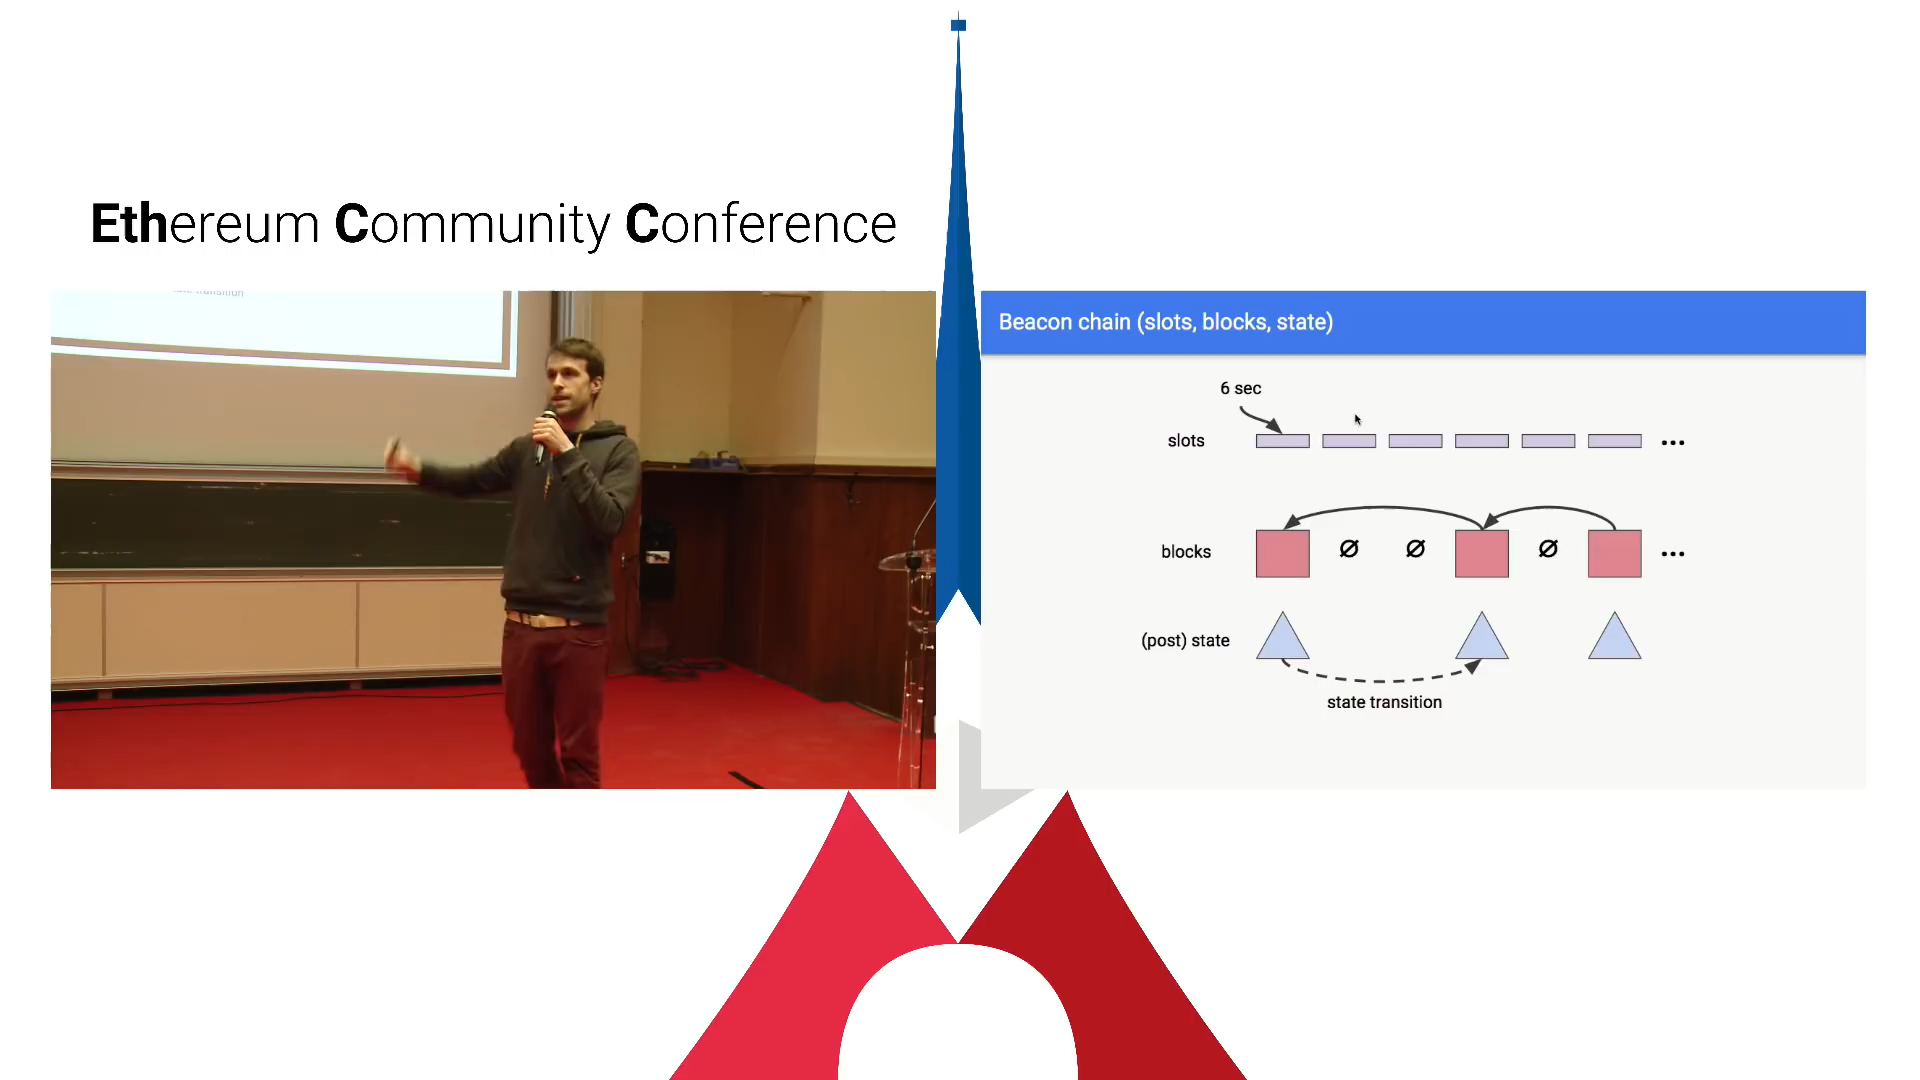 Ethereum Community Conference
Beacon chain (slots, blocks, state)
6 sec
slots
...
blocks
Ø Ø Ø
...
(post) state
state transition